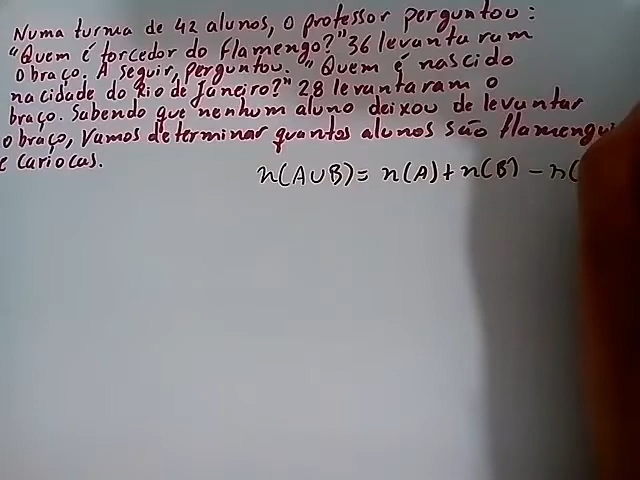 Numa turma de 42 alunos, o professor perguntou:
"Quem é torcedor do Flamengo?" 36 levantaram
o braço. A seguir, perguntou: "Quem é nascido
na cidade do Rio de Janeiro?" 28 levantaram o
braço. Sabendo que nenhum aluno deixou de levantar
o braço, vamos determinar quantos alunos são flamengui
e cariocas.
n(A∪B)= n(A)+n(B) -n(